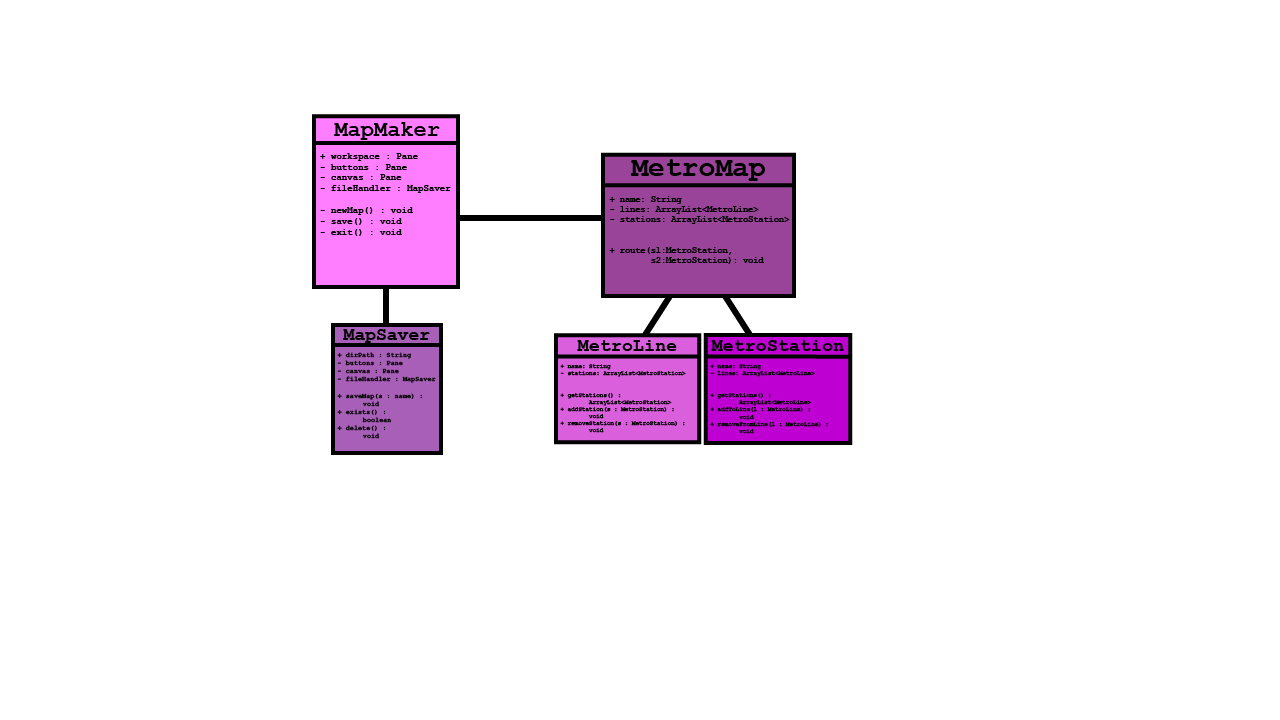 MapMaker
+ workspace : Pane
- buttons : Pane
- canvas : Pane
- fileHandler : MapSaver
- newMap() : void
- save() : void
- exit() : void
MetroMap
+ name: String
- lines: ArrayList<MetroLine>
- stations: ArrayList<MetroStation>
+ route(s1:MetroStation,
s2:MetroStation): void
MapSaver
+ dirPath : String
- buttons : Pane
- canvas : Pane
- fileHandler : MapSaver
+ saveMap(s : name) :
void
+ exists() :
boolean
+ delete() :
void
MetroLine
+ name: String
- stations: ArrayList<MetroStation>
+ getStations() :
ArrayList<MetroStation>
+ addStation(s : MetroStation) :
void
+ removeStation(s : MetroStation) :
void
MetroStation
+ name: String
- lines: ArrayList<MetroLine>
+ getStations() :
ArrayList<MetroLine>
+ addToLine(l : MetroLine) :
void
+ removeFromLine(l : MetroLine) :
void